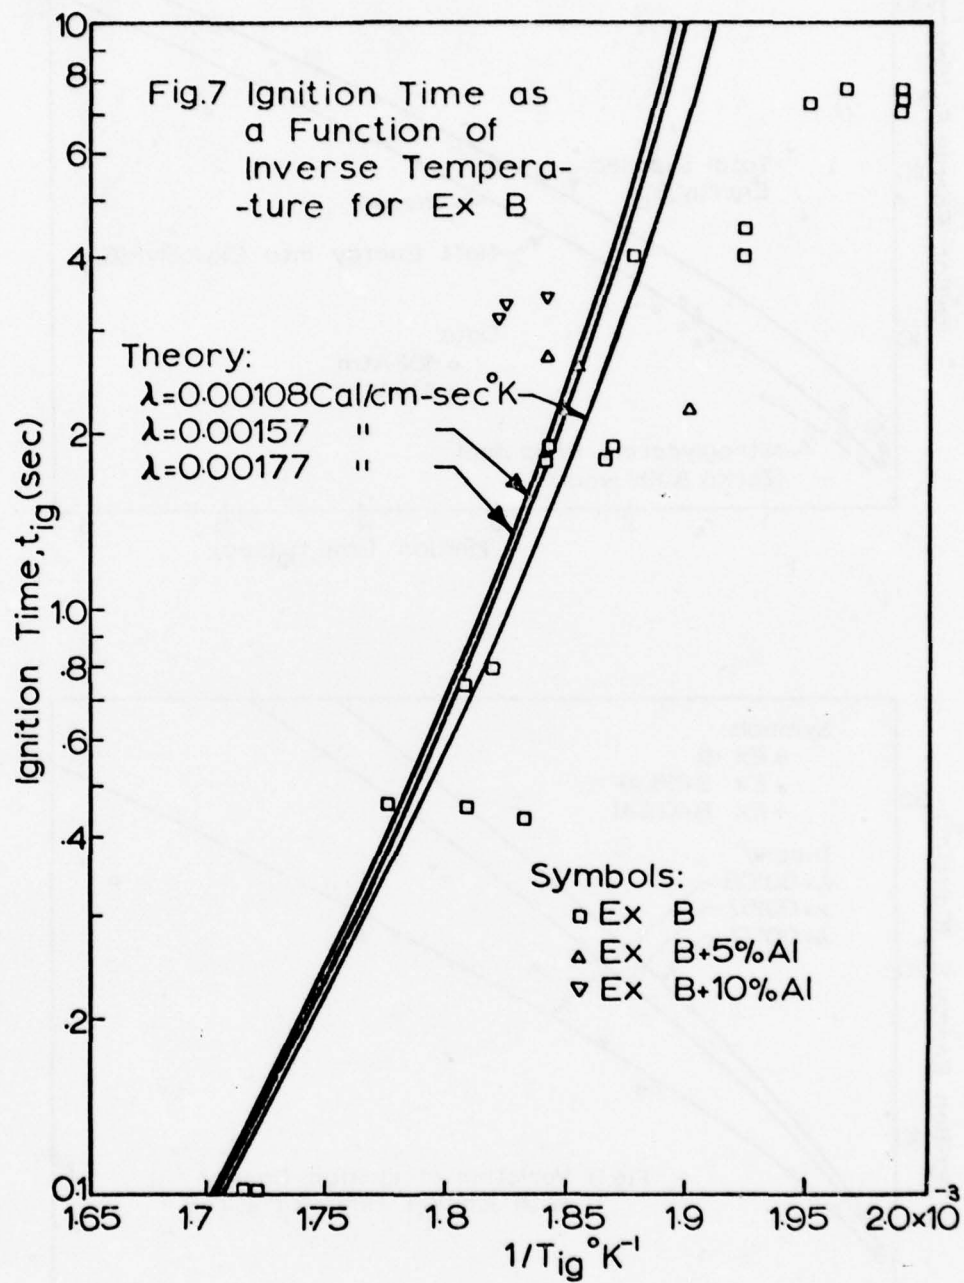 Fig.7 Ignition Time as
a Function of
Inverse Tempera-
-ture for Ex B
Theory:
λ=0.00108Cal/cm-sec°K
λ=0.00157 "
λ=0.00177 "
Symbols:
□ Ex B
△ Ex B+5%Al
▽ Ex B+10%Al
Ignition Time, t_ig (sec)
10
8
6
4
2
1.0
.8
.6
.4
.2
0.1
1.65
1.7
1.75
1.8
1.85
1.9
1.95
2.0×10⁻³
1/T_ig °K⁻¹